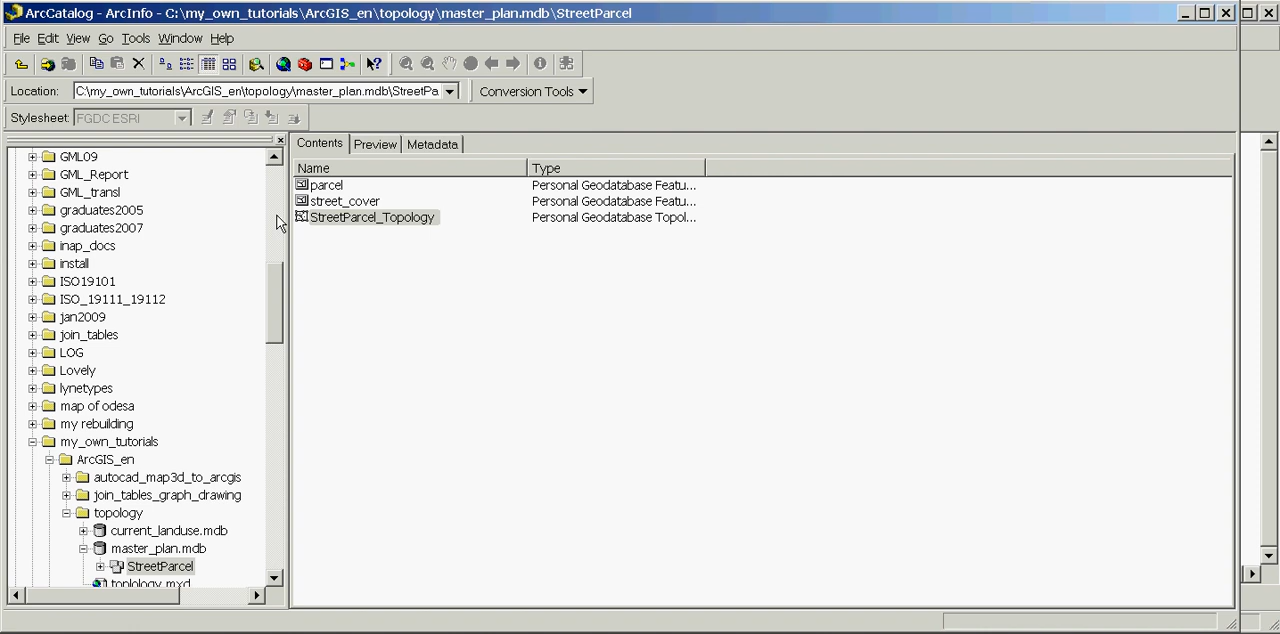 ArcCatalog - ArcInfo - C:\my_own_tutorials\ArcGIS_en\topology\master_plan.mdb\StreetParcel
File Edit View Go Tools Window Help
Location: C:\my_own_tutorials\ArcGIS_en\topology\master_plan.mdb\StreetPa Conversion Tools
Stylesheet: FGDC ESRI
Contents Preview Metadata
Name Type
parcel Personal Geodatabase Featu...
street_cover Personal Geodatabase Featu...
StreetParcel_Topology Personal Geodatabase Topol...
GML09
GML_Report
GML_transl
graduates2005
graduates2007
inap_docs
install
ISO19101
ISO_19111_19112
jan2009
join_tables
LOG
Lovely
lynetypes
map of odesa
my rebuilding
my_own_tutorials
ArcGIS_en
autocad_map3d_to_arcgis
join_tables_graph_drawing
topology
current_landuse.mdb
master_plan.mdb
StreetParcel
toplology.mxd